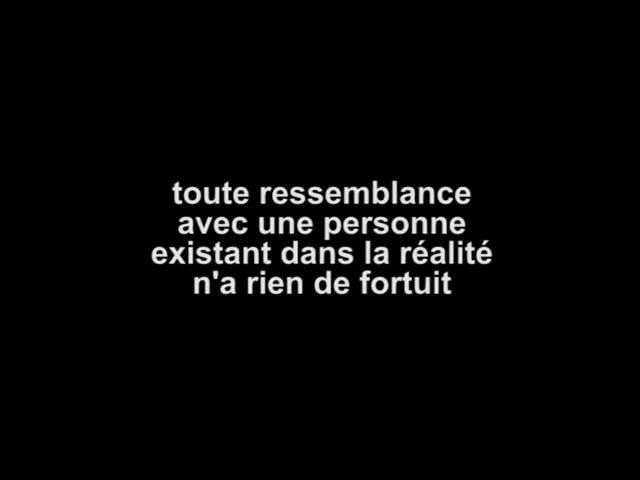 toute ressemblance
avec une personne
existant dans la réalité
n'a rien de fortuit